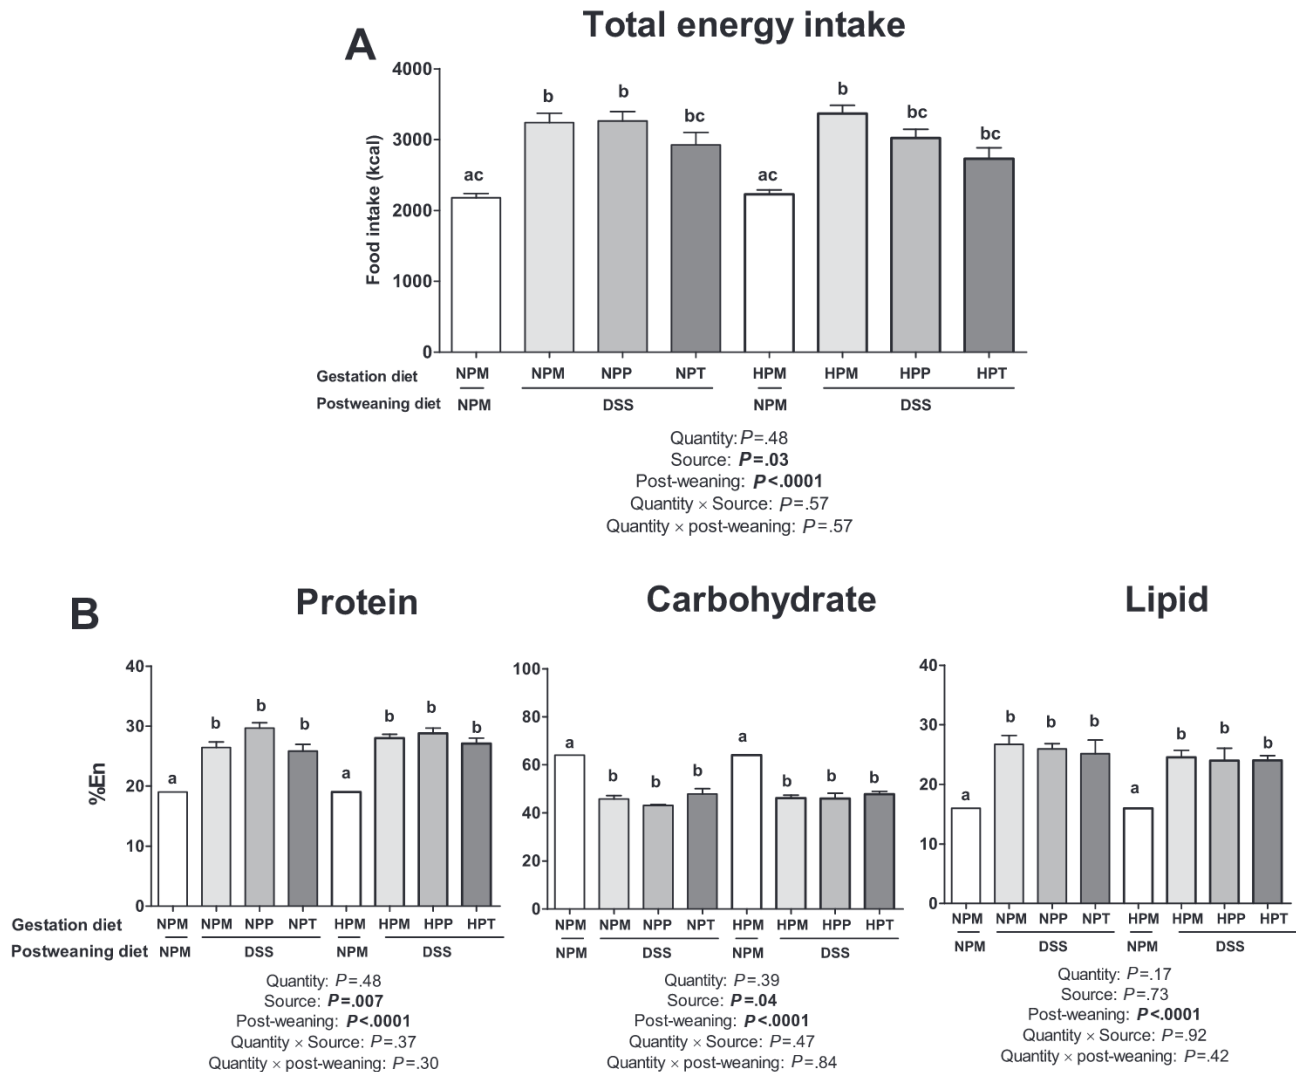 Total energy intake
A
4000
b b b
bc bc bc
3000
ac ac
2000
1000
0
Food intake (kcal)
Gestation diet NPM NPM NPP NPT HPM HPM HPP HPT
Postweaning diet NPM DSS NPM DSS
Quantity: P=.48
Source: P=.03
Post-weaning: P<.0001
Quantity × Source: P=.57
Quantity × post-weaning: P=.57
B
Protein
40
30
20
10
0
%En
a b b b a b b b
Gestation diet NPM NPM NPP NPT HPM HPM HPP HPT
Postweaning diet NPM DSS NPM DSS
Quantity: P=.48
Source: P=.007
Post-weaning: P<.0001
Quantity × Source: P=.37
Quantity × post-weaning: P=.30
Carbohydrate
100
80
60
40
20
0
a b b b a b b b
NPM NPM NPP NPT HPM HPM HPP HPT
NPM DSS NPM DSS
Quantity: P=.39
Source: P=.04
Post-weaning: P<.0001
Quantity × Source: P=.47
Quantity × post-weaning: P=.84
Lipid
40
30
20
10
0
a b b b a b b b
NPM NPM NPP NPT HPM HPM HPP HPT
NPM DSS NPM DSS
Quantity: P=.17
Source: P=.73
Post-weaning: P<.0001
Quantity × Source: P=.92
Quantity × post-weaning: P=.42